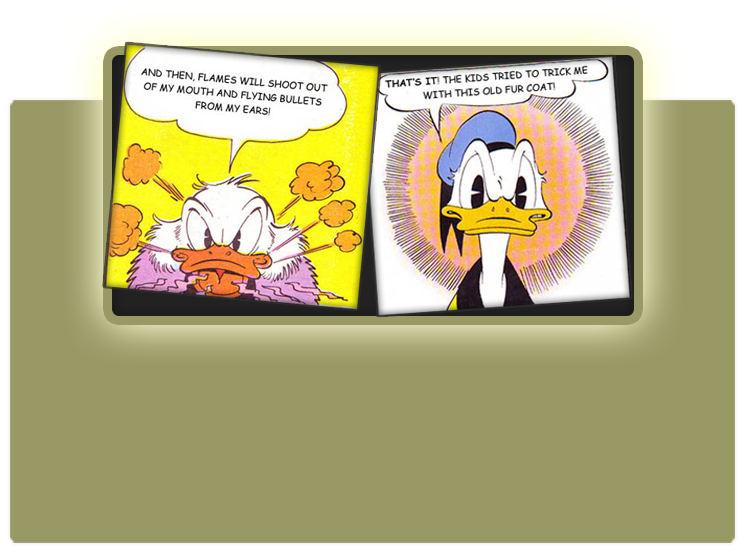 AND THEN, FLAMES WILL SHOOT OUT
OF MY MOUTH AND FLYING BULLETS
FROM MY EARS!
THAT'S IT! THE KIDS TRIED TO TRICK ME
WITH THIS OLD FUR COAT!